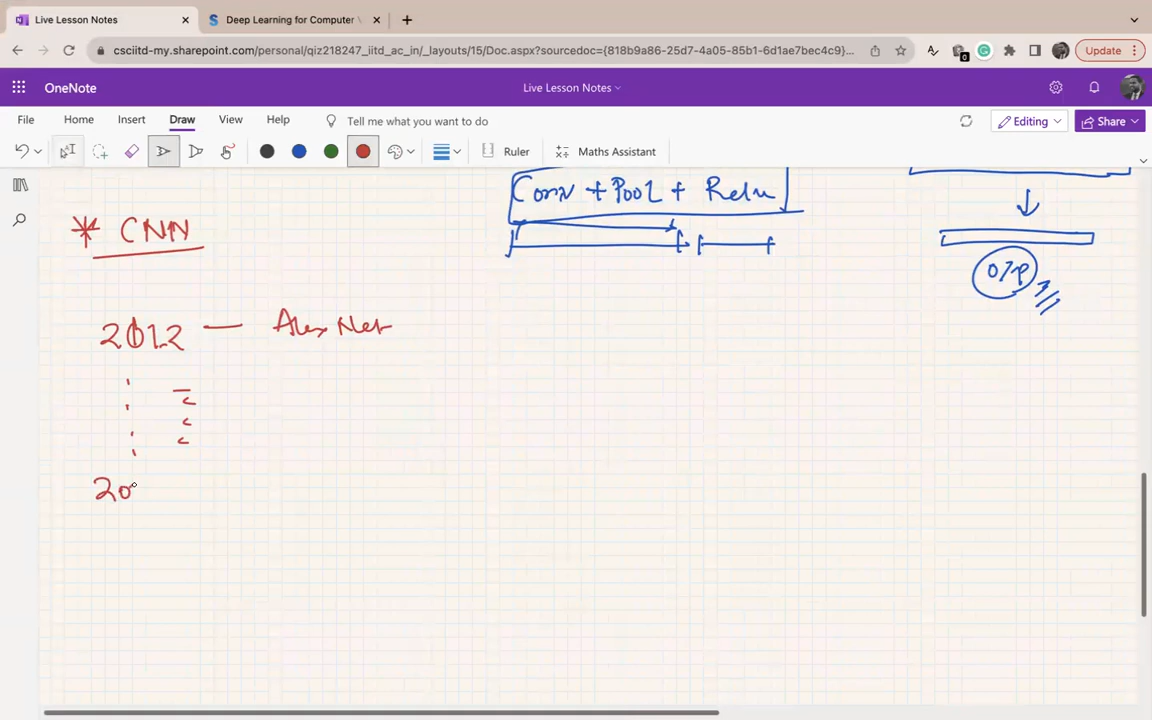 Live Lesson Notes
Deep Learning for Computer
csciitd-my.sharepoint.com/personal/qiz218247_iitd_ac_in/_layouts/15/Doc.aspx?sourcedoc={818b9a86-25d7-4a05-85b1-6d1ae7bec4c9}...
0
Update
OneNote
Live Lesson Notes
File Home Insert Draw View Help Tell me what you want to do
Editing
Share
Ruler
Maths Assistant
Conv + Pool + Relu
* CNN
O/p
2012 — AlexNet
20